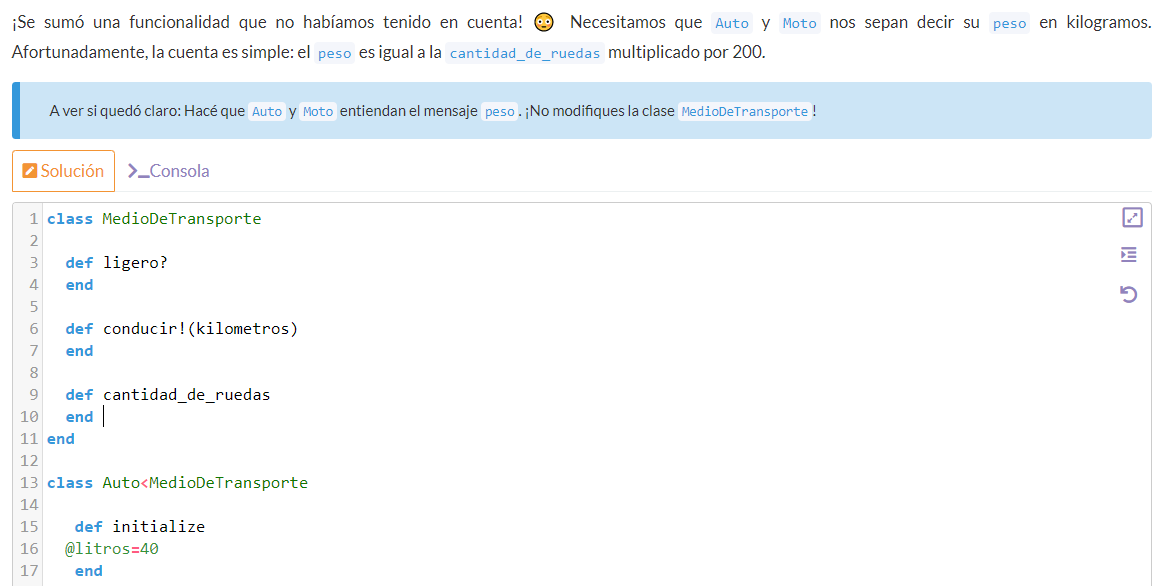 ¡Se sumó una funcionalidad que no habíamos tenido en cuenta! 😳 Necesitamos que Auto y Moto nos sepan decir su peso en kilogramos.
Afortunadamente, la cuenta es simple: el peso es igual a la cantidad_de_ruedas multiplicado por 200.
A ver si quedó claro: Hacé que Auto y Moto entiendan el mensaje peso. ¡No modifiques la clase MedioDeTransporte!
Solución Consola
1 class MedioDeTransporte
2
3 def ligero?
4 end
5
6 def conducir!(kilometros)
7 end
8
9 def cantidad_de_ruedas
10 end
11 end
12
13 class Auto<MedioDeTransporte
14
15 def initialize
16 @litros=40
17 end